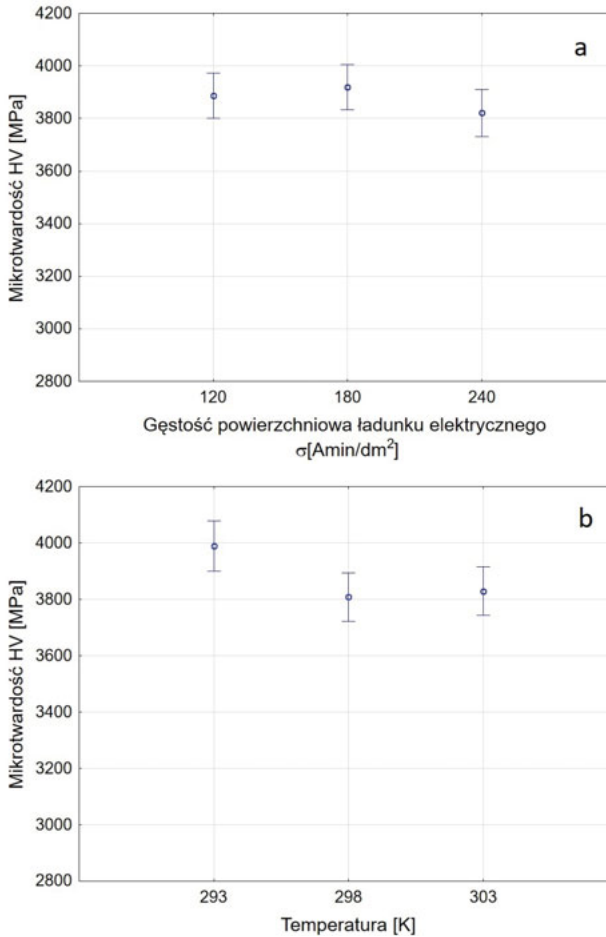 a
Mikrotwardość HV [MPa]
4200
4000
3800
3600
3400
3200
3000
2800
120 180 240
Gęstość powierzchniowa ładunku elektrycznego
σ[Amin/dm²]
b
Mikrotwardość HV [MPa]
4200
4000
3800
3600
3400
3200
3000
2800
293 298 303
Temperatura [K]